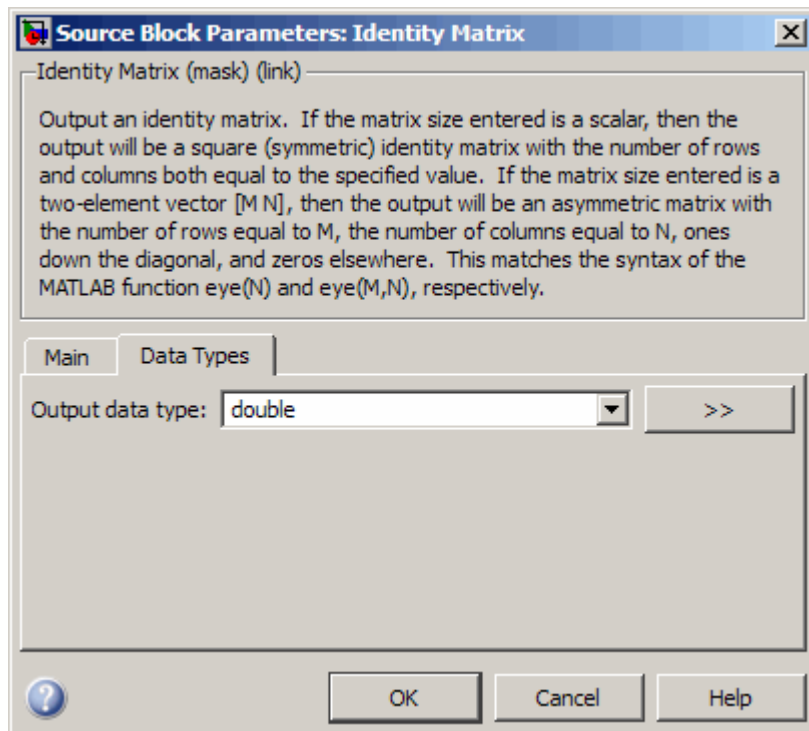 Source Block Parameters: Identity Matrix
Identity Matrix (mask) (link)
Output an identity matrix.  If the matrix size entered is a scalar, then the
output will be a square (symmetric) identity matrix with the number of rows
and columns both equal to the specified value.  If the matrix size entered is a
two-element vector [M N], then the output will be an asymmetric matrix with
the number of rows equal to M, the number of columns equal to N, ones
down the diagonal, and zeros elsewhere.  This matches the syntax of the
MATLAB function eye(N) and eye(M,N), respectively.
Main Data Types
Output data type: double >>
OK Cancel Help